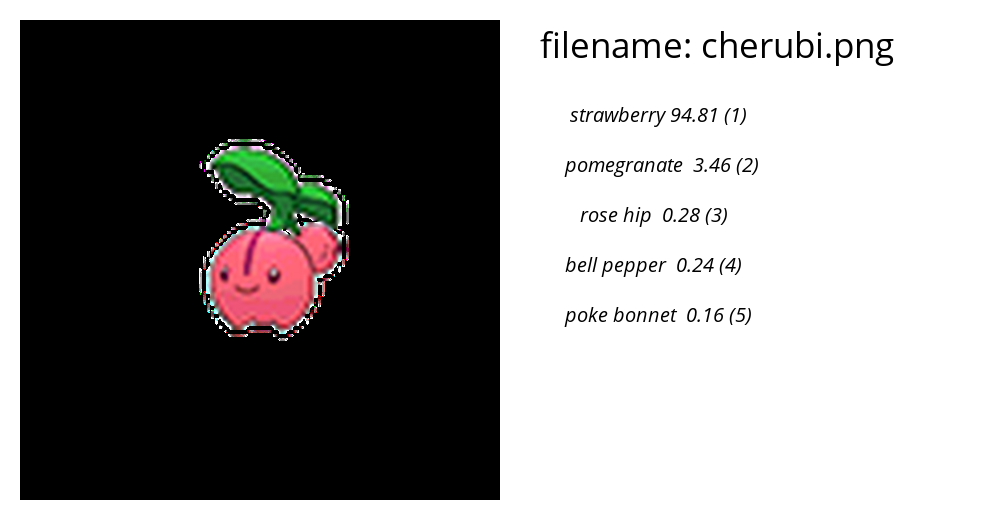 filename: cherubi.png
strawberry 94.81 (1)
pomegranate 3.46 (2)
rose hip 0.28 (3)
bell pepper 0.24 (4)
poke bonnet 0.16 (5)